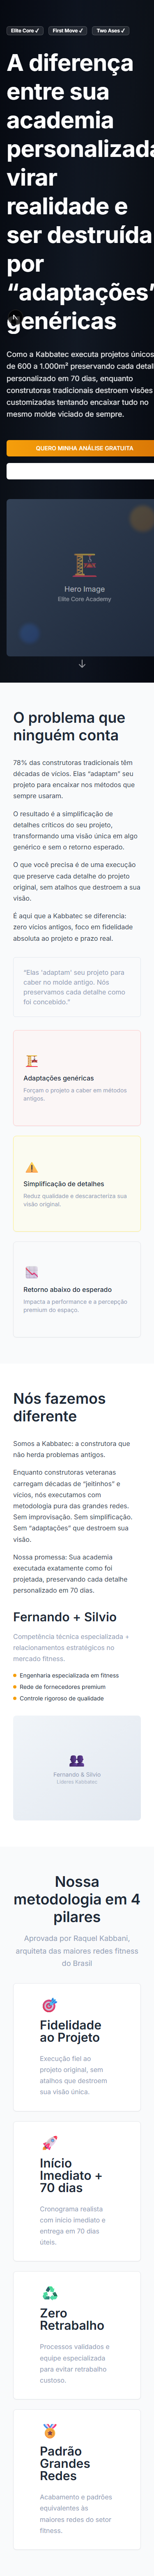 Elite Core ✓ First Move ✓ Two Ases ✓
A diferença
entre sua
academia
personalizada
virar
realidade e
ser destruída
por
“adaptações”
genéricas
Como a Kabbatec executa projetos únicos
de 600 a 1.000m² preservando cada detalhe
personalizado em 70 dias, enquanto
construtoras tradicionais destroem visões
customizadas tentando encaixar tudo no
mesmo molde viciado de sempre.
QUERO MINHA ANÁLISE GRATUITA
Hero Image
Elite Core Academy
↓
O problema que
ninguém conta
78% das construtoras tradicionais têm
décadas de vícios. Elas “adaptam” seu
projeto para encaixar nos métodos que
sempre usaram.
O resultado é a simplificação de
detalhes críticos do seu projeto,
transformando uma visão única em algo
genérico e sem o retorno esperado.
O que você precisa é de uma execução
que preserve cada detalhe do projeto
original, sem atalhos que destroem a sua
visão.
É aqui que a Kabbatec se diferencia:
zero vícios antigos, foco em fidelidade
absoluta ao projeto e prazo real.
“Elas 'adaptam' seu projeto para
caber no molde antigo. Nós
preservamos cada detalhe como
foi concebido.”
Adaptações genéricas
Forçam o projeto a caber em métodos
antigos.
Simplificação de detalhes
Reduz qualidade e descaracteriza sua
visão original.
Retorno abaixo do esperado
Impacta a performance e a percepção
premium do espaço.
Nós fazemos
diferente
Somos a Kabbatec: a construtora que
não herda problemas antigos.
Enquanto construtoras veteranas
carregam décadas de “jeitinhos” e
vícios, nós executamos com
metodologia pura das grandes redes.
Sem improvisação. Sem simplificação.
Sem “adaptações” que destroem sua
visão.
Nossa promessa: Sua academia
executada exatamente como foi
projetada, preservando cada detalhe
personalizado em 70 dias.
Fernando + Silvio
Competência técnica especializada +
relacionamentos estratégicos no
mercado fitness.
Engenharia especializada em fitness
Rede de fornecedores premium
Controle rigoroso de qualidade
Fernando & Silvio
Líderes Kabbatec
Nossa
metodologia em 4
pilares
Aprovada por Raquel Kabbani,
arquiteta das maiores redes fitness
do Brasil
Fidelidade
ao Projeto
Execução fiel ao
projeto original, sem
atalhos que destroem
sua visão única.
Início
Imediato +
70 dias
Cronograma realista
com início imediato e
entrega em 70 dias
úteis.
Zero
Retrabalho
Processos validados e
equipe especializada
para evitar retrabalho
custoso.
Padrão
Grandes
Redes
Acabamento e padrões
equivalentes às
maiores redes do setor
fitness.